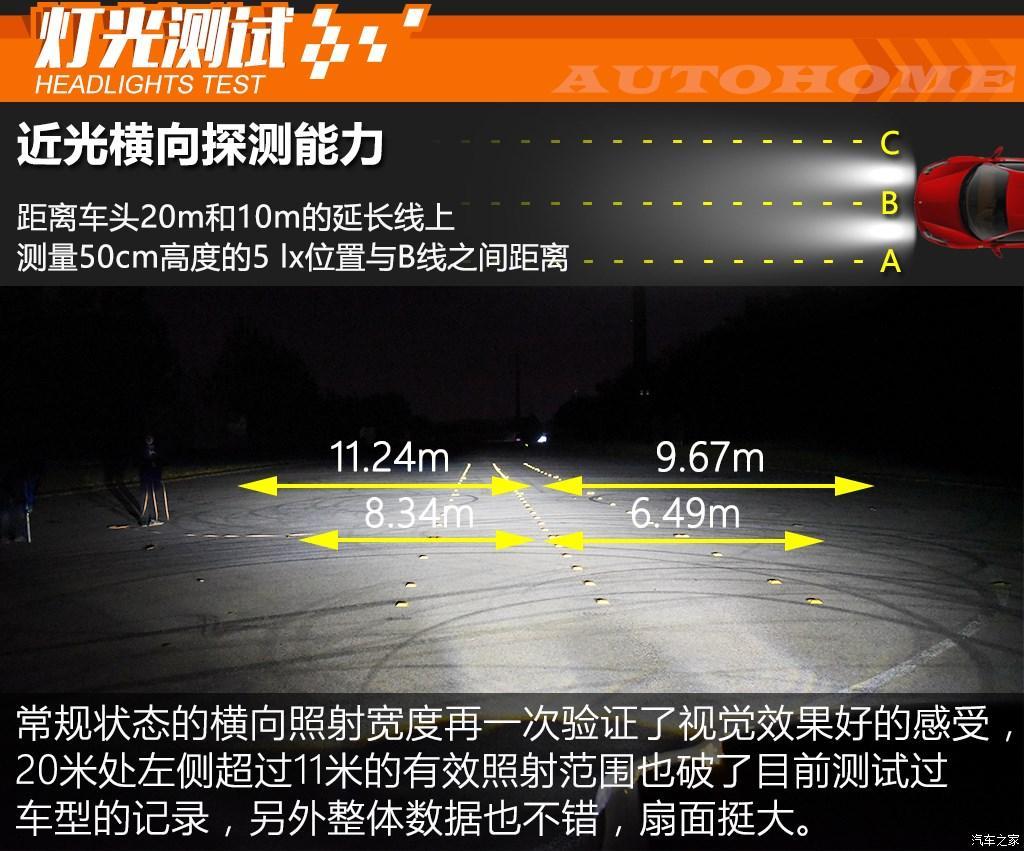 灯光测试
HEADLIGHTS TEST
AUTOHOME
近光横向探测能力
距离车头20m和10m的延长线上
测量50cm高度的5 lx位置与B线之间距离
C
B
A
11.24m 9.67m
8.34m 6.49m
常规状态的横向照射宽度再一次验证了视觉效果好的感受，
20米处左侧超过11米的有效照射范围也破了目前测试过
车型的记录，另外整体数据也不错，扇面挺大。
汽车之家